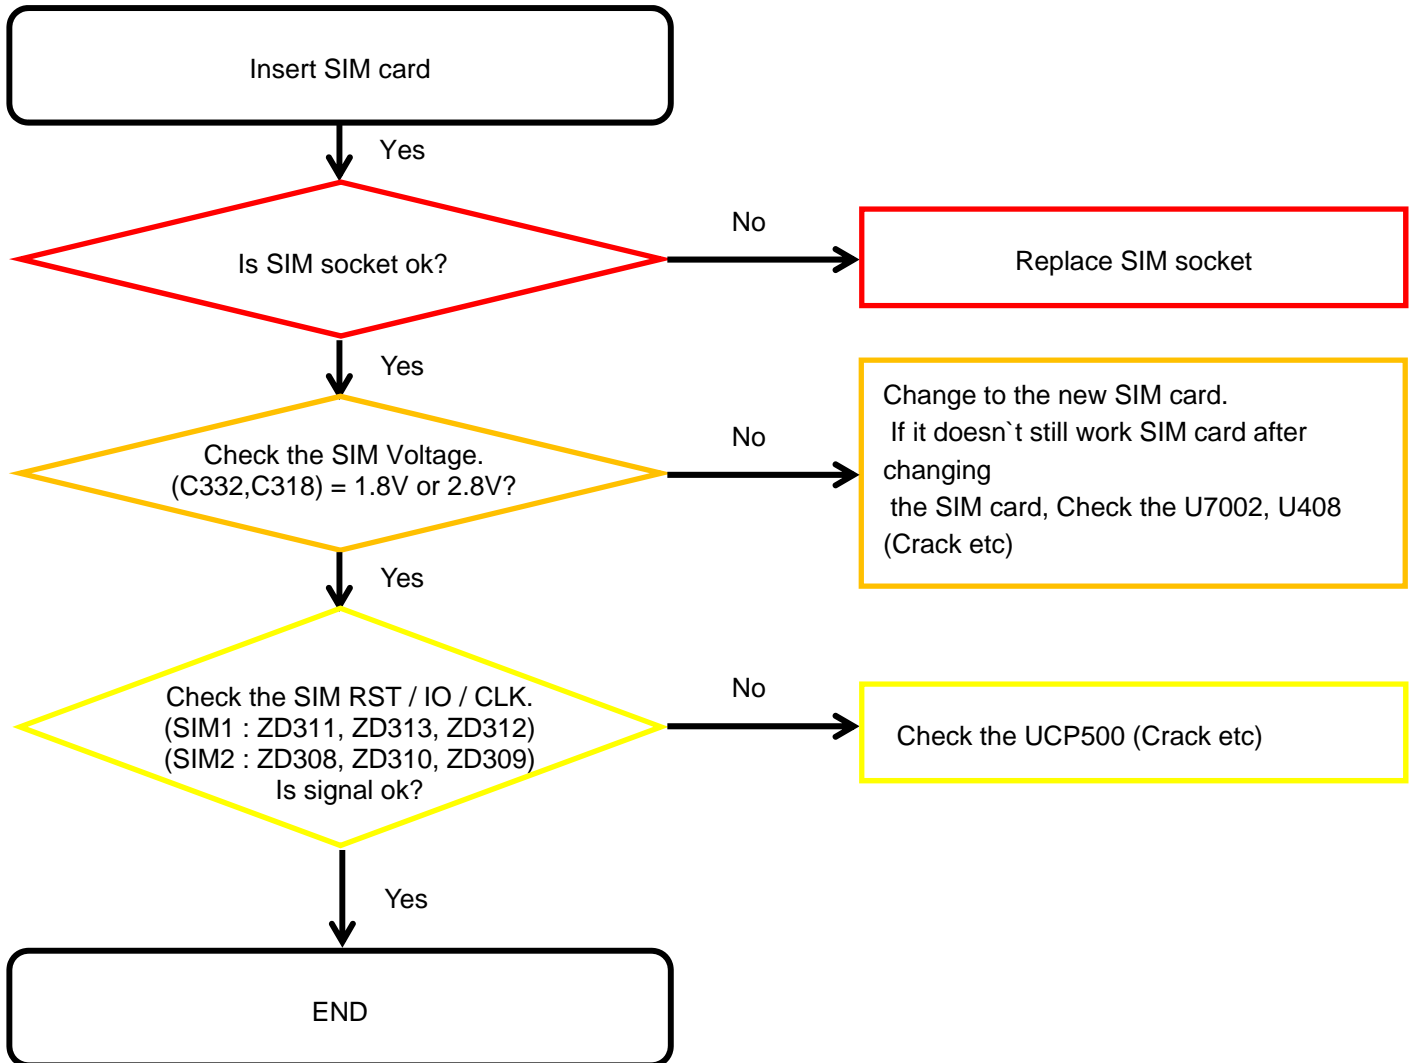 Insert SIM card
Yes
Is SIM socket ok?
No
Replace SIM socket
Yes
Check the SIM Voltage.
(C332,C318) = 1.8V or 2.8V?
No
Change to the new SIM card.
If it doesn`t still work SIM card after
changing
the SIM card, Check the U7002, U408
(Crack etc)
Yes
Check the SIM RST / IO / CLK.
(SIM1 : ZD311, ZD313, ZD312)
(SIM2 : ZD308, ZD310, ZD309)
Is signal ok?
No
Check the UCP500 (Crack etc)
Yes
END